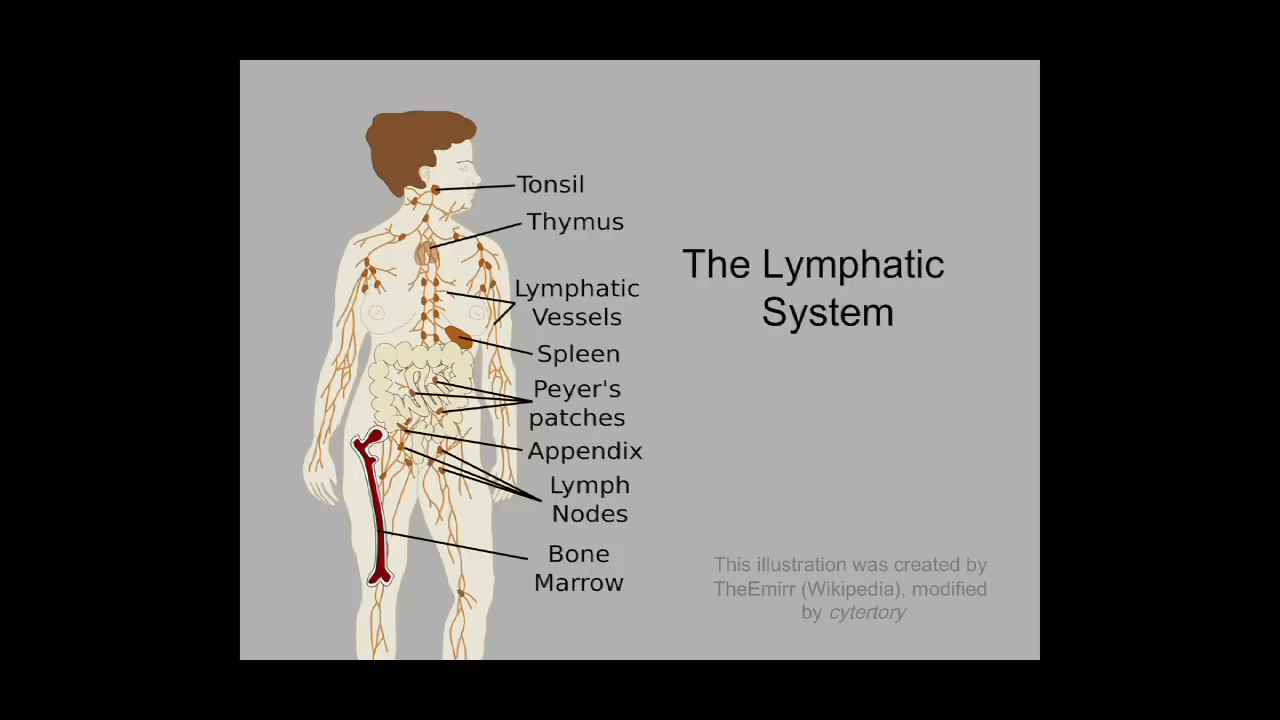 Tonsil
Thymus
Lymphatic
Vessels
Spleen
Peyer's
patches
Appendix
Lymph
Nodes
Bone
Marrow
The Lymphatic
System
This illustration was created by
TheEmirr (Wikipedia), modified
by cytertory